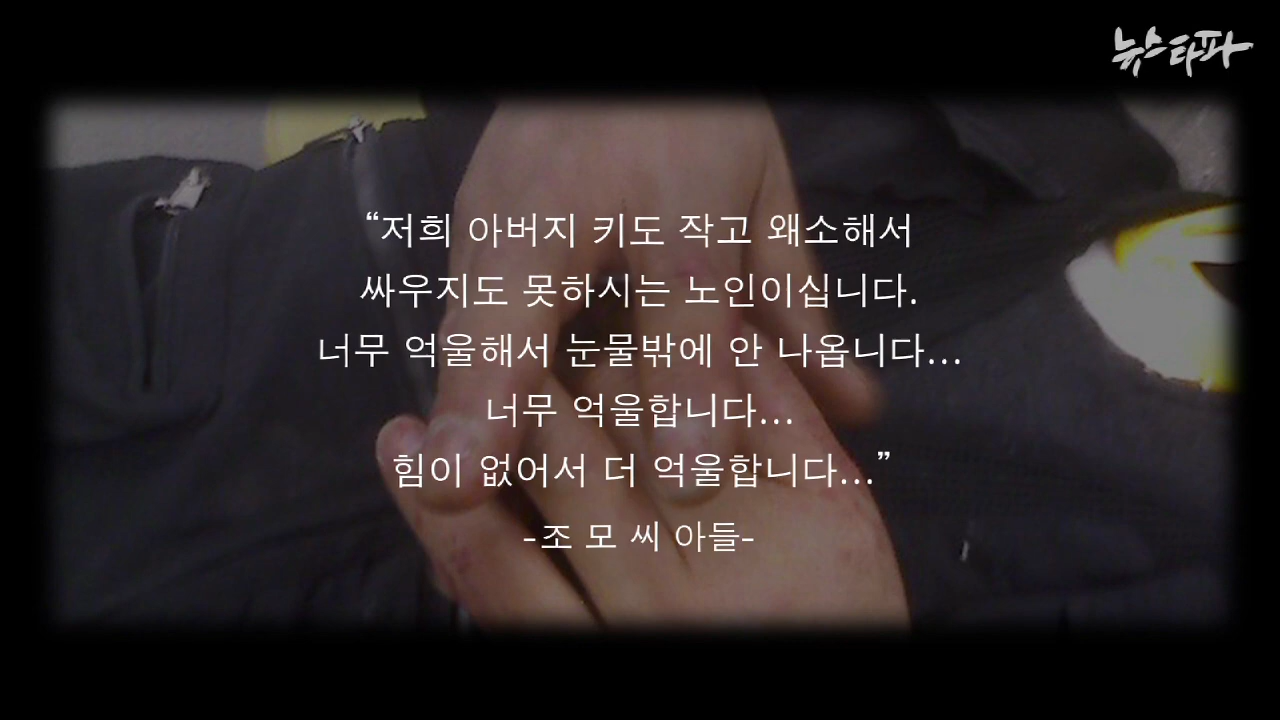 뉴스타파
“저희 아버지 키도 작고 왜소해서
싸우지도 못하시는 노인이십니다.
너무 억울해서 눈물밖에 안 나옵니다...
너무 억울합니다...
힘이 없어서 더 억울합니다...”
-조 모 씨 아들-